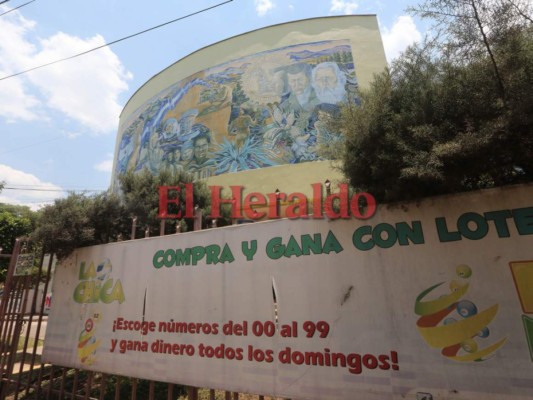 El Heraldo
COMPRA Y GANA CON LOTE
LA
CHICA
¡Escoge números del 00 al 99
y gana dinero todos los domingos!